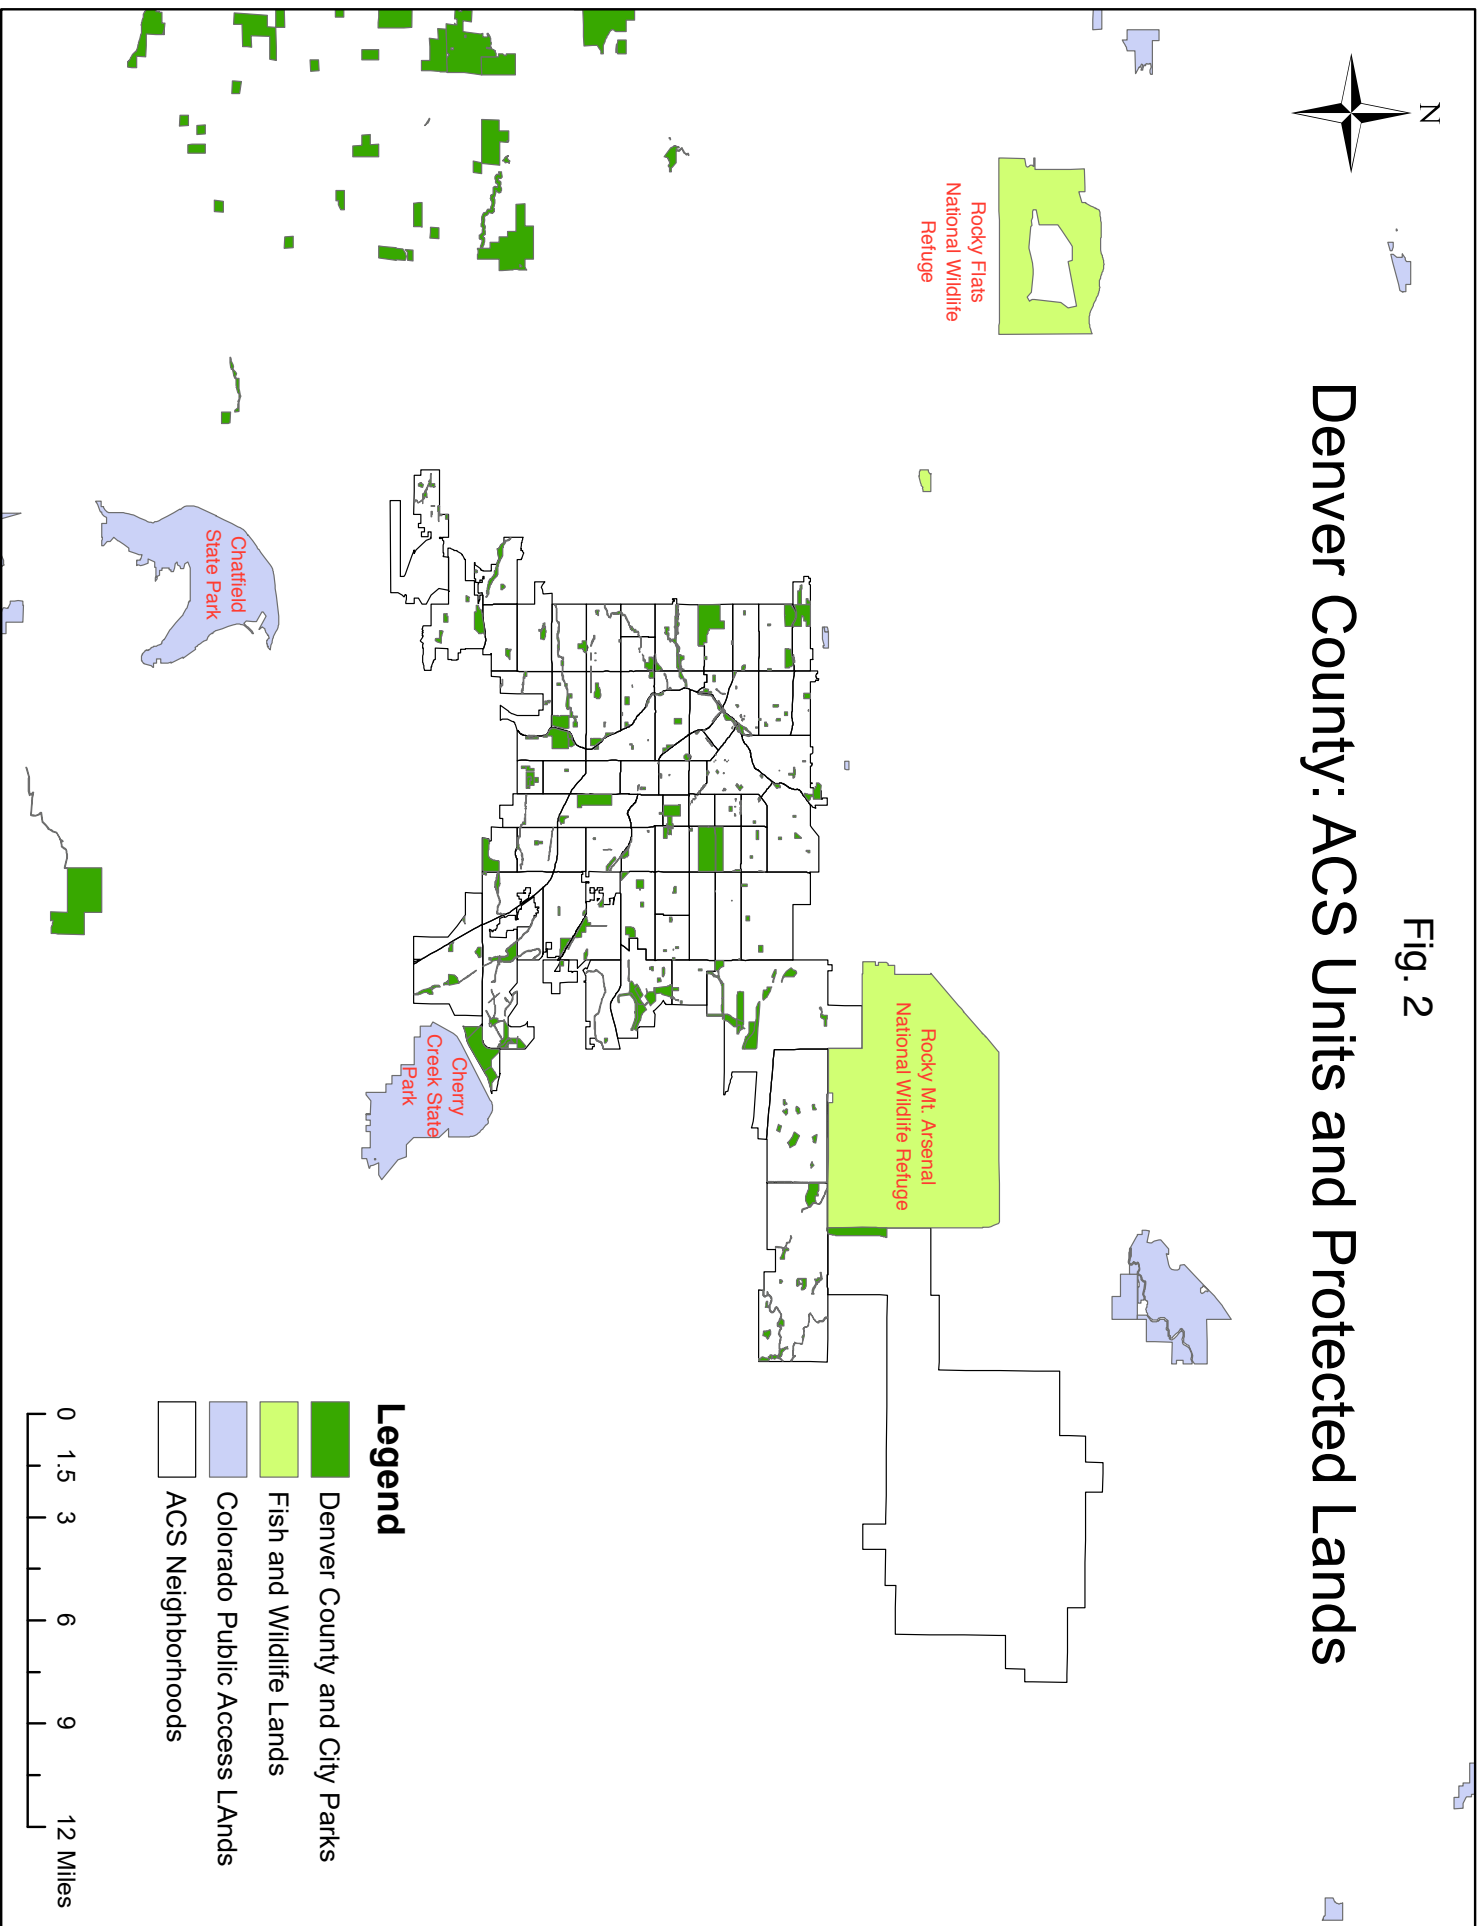 Fig. 2
Denver County: ACS Units and Protected Lands
N
Rocky Flats
National Wildlife
Refuge
Rocky Mt. Arsenal
National Wildlife Refuge
Cherry
Creek State
Park
Chatfield
State Park
Legend
Denver County and City Parks
Fish and Wildlife Lands
Colorado Public Access LAnds
ACS Neighborhoods
0 1.5 3 6 9 12 Miles